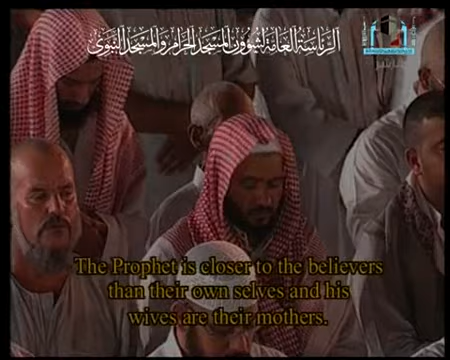 الرئاسة العامة لشؤون المسجد الحرام والمسجد النبوي
مباشر
The Prophet is closer to the believers
than their own selves and his
wives are their mothers.